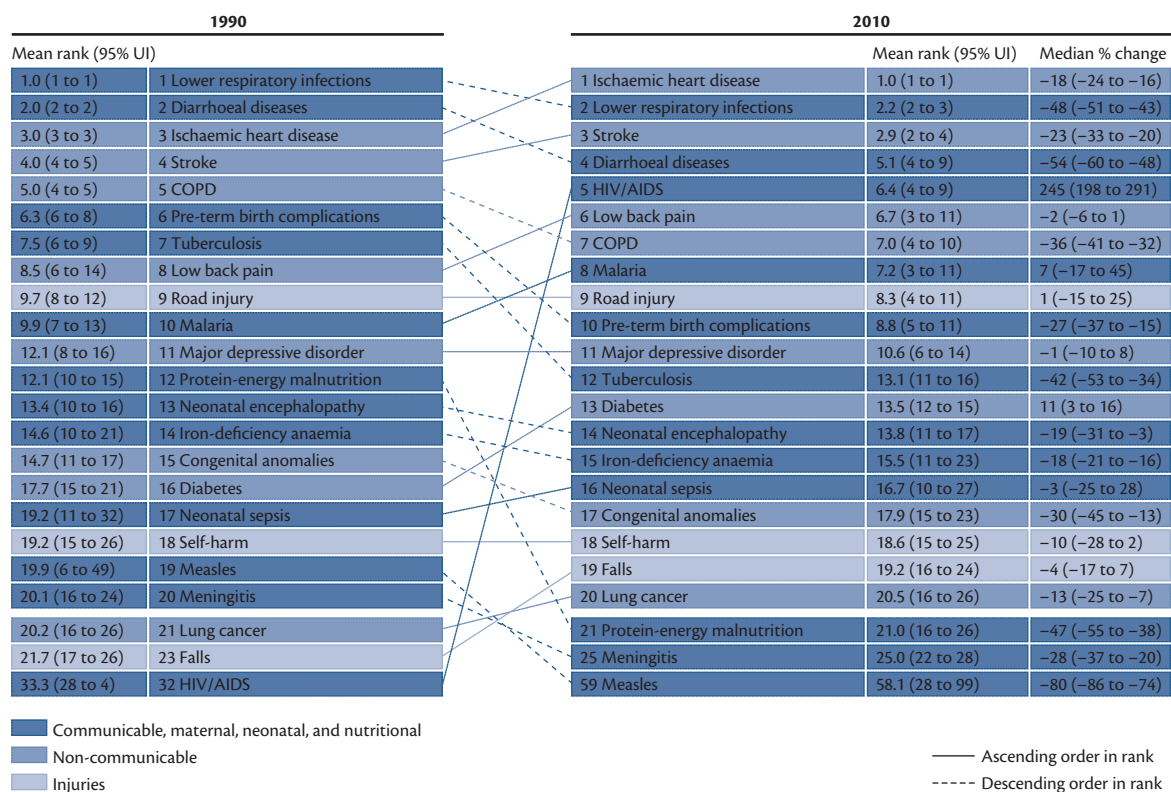 1990 2010
Mean rank (95% UI) Mean rank (95% UI) Median % change
1.0 (1 to 1) 1 Lower respiratory infections 1 Ischaemic heart disease 1.0 (1 to 1) −18 (−24 to −16)
2.0 (2 to 2) 2 Diarrhoeal diseases 2 Lower respiratory infections 2.2 (2 to 3) −48 (−51 to −43)
3.0 (3 to 3) 3 Ischaemic heart disease 3 Stroke 2.9 (2 to 4) −23 (−33 to −20)
4.0 (4 to 5) 4 Stroke 4 Diarrhoeal diseases 5.1 (4 to 9) −54 (−60 to −48)
5.0 (4 to 5) 5 COPD 5 HIV/AIDS 6.4 (4 to 9) 245 (198 to 291)
6.3 (6 to 8) 6 Pre-term birth complications 6 Low back pain 6.7 (3 to 11) −2 (−6 to 1)
7.5 (6 to 9) 7 Tuberculosis 7 COPD 7.0 (4 to 10) −36 (−41 to −32)
8.5 (6 to 14) 8 Low back pain 8 Malaria 7.2 (3 to 11) 7 (−17 to 45)
9.7 (8 to 12) 9 Road injury 9 Road injury 8.3 (4 to 11) 1 (−15 to 25)
9.9 (7 to 13) 10 Malaria 10 Pre-term birth complications 8.8 (5 to 11) −27 (−37 to −15)
12.1 (8 to 16) 11 Major depressive disorder 11 Major depressive disorder 10.6 (6 to 14) −1 (−10 to 8)
12.1 (10 to 15) 12 Protein-energy malnutrition 12 Tuberculosis 13.1 (11 to 16) −42 (−53 to −34)
13.4 (10 to 16) 13 Neonatal encephalopathy 13 Diabetes 13.5 (12 to 15) 11 (3 to 16)
14.6 (10 to 21) 14 Iron-deficiency anaemia 14 Neonatal encephalopathy 13.8 (11 to 17) −19 (−31 to −3)
14.7 (11 to 17) 15 Congenital anomalies 15 Iron-deficiency anaemia 15.5 (11 to 23) −18 (−21 to −16)
17.7 (15 to 21) 16 Diabetes 16 Neonatal sepsis 16.7 (10 to 27) −3 (−25 to 28)
19.2 (11 to 32) 17 Neonatal sepsis 17 Congenital anomalies 17.9 (15 to 23) −30 (−45 to −13)
19.2 (15 to 26) 18 Self-harm 18 Self-harm 18.6 (15 to 25) −10 (−28 to 2)
19.9 (6 to 49) 19 Measles 19 Falls 19.2 (16 to 24) −4 (−17 to 7)
20.1 (16 to 24) 20 Meningitis 20 Lung cancer 20.5 (16 to 26) −13 (−25 to −7)
20.2 (16 to 26) 21 Lung cancer 21 Protein-energy malnutrition 21.0 (16 to 26) −47 (−55 to −38)
21.7 (17 to 26) 23 Falls 25 Meningitis 25.0 (22 to 28) −28 (−37 to −20)
33.3 (28 to 4) 32 HIV/AIDS 59 Measles 58.1 (28 to 99) −80 (−86 to −74)
Communicable, maternal, neonatal, and nutritional
Non-communicable Ascending order in rank
Injuries Descending order in rank